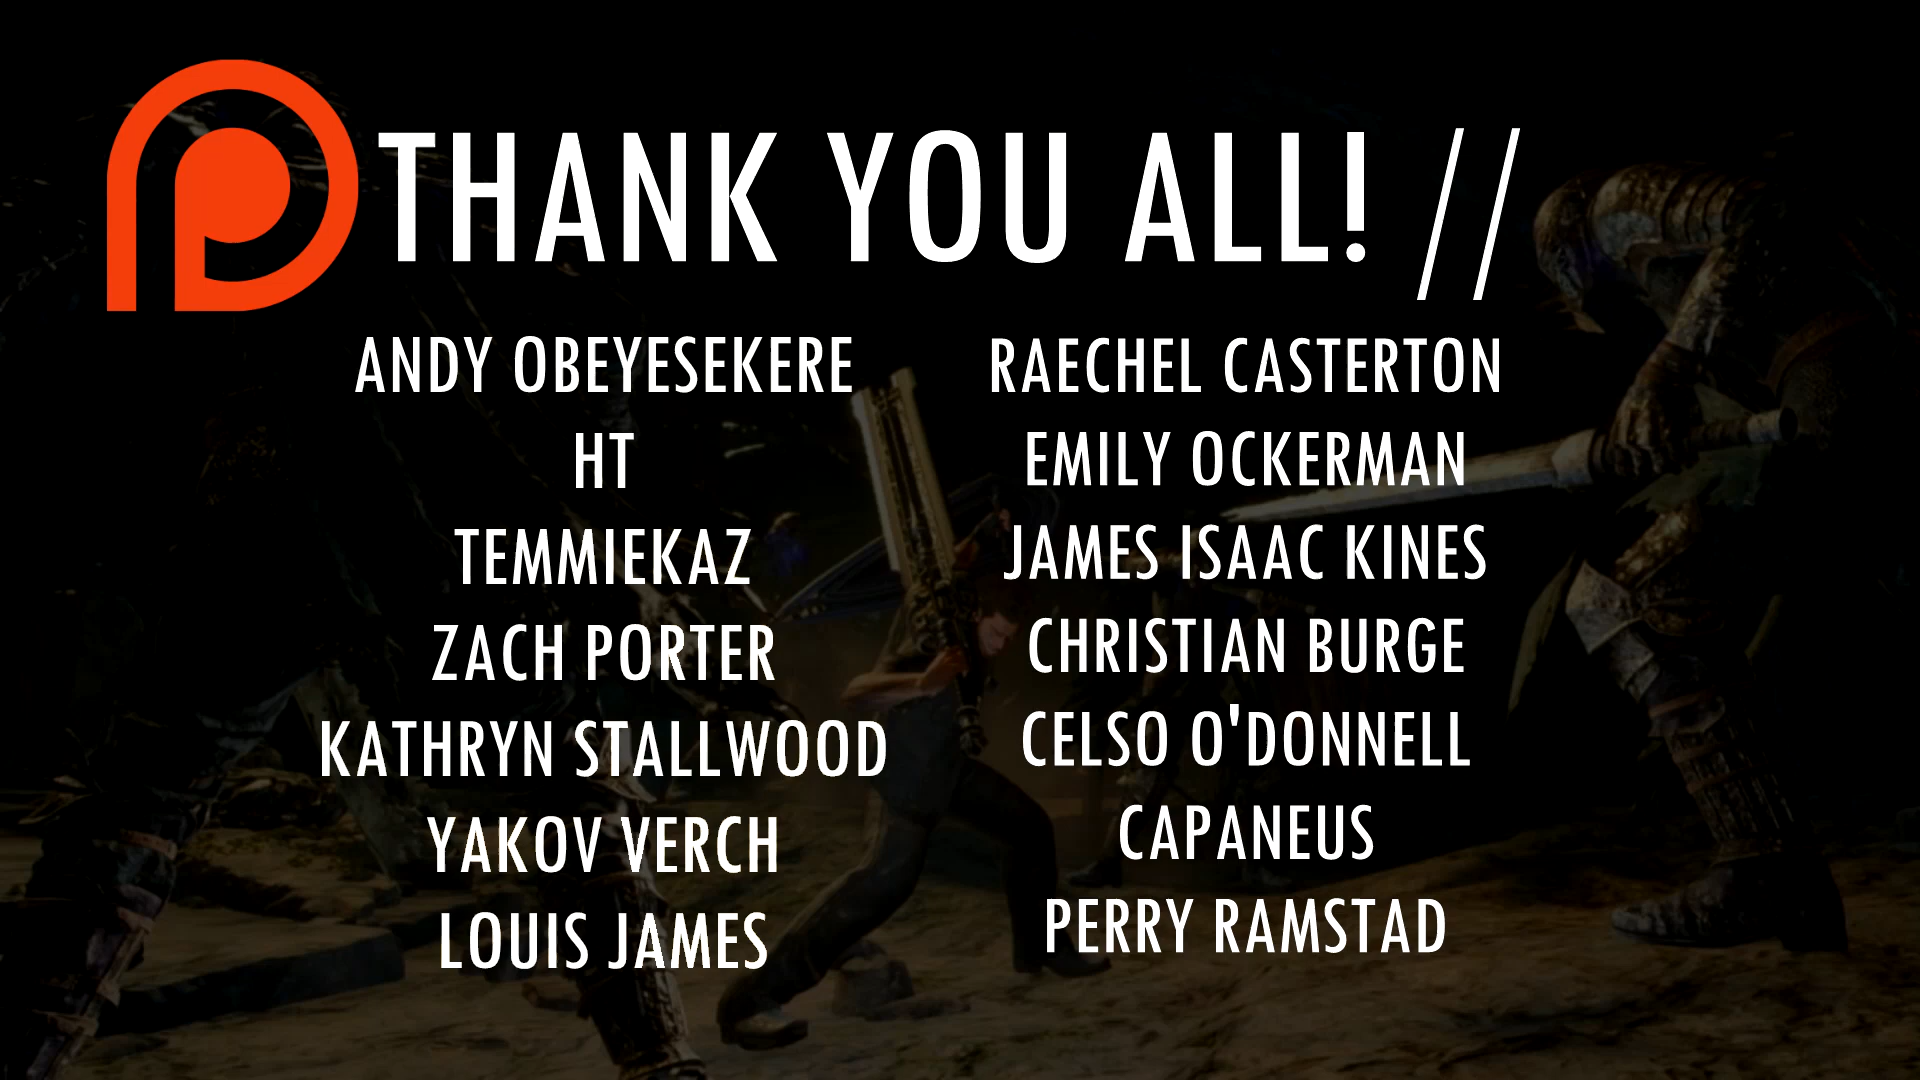 THANK YOU ALL! //
ANDY OBEYESEKERE
HT
TEMMIEKAZ
ZACH PORTER
KATHRYN STALLWOOD
YAKOV VERCH
LOUIS JAMES
RAECHEL CASTERTON
EMILY OCKERMAN
JAMES ISAAC KINES
CHRISTIAN BURGE
CELSO O'DONNELL
CAPANEUS
PERRY RAMSTAD